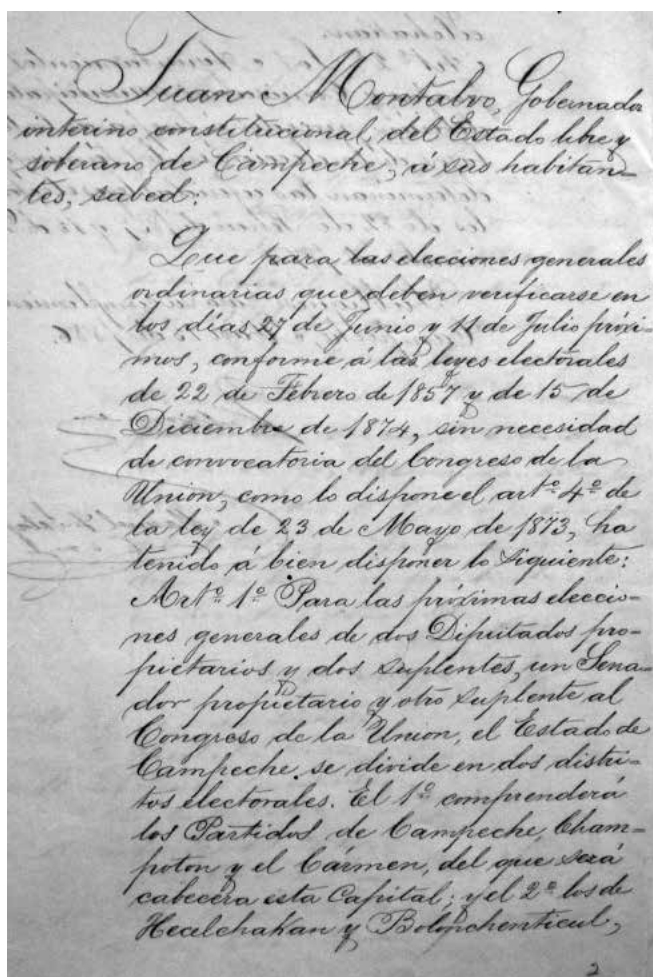 Juan Montalvo, Gobernador
interino constitucional del Estado libre y
soberano de Campeche, á sus habitan-
tes, sabed:
Que para las elecciones generales
ordinarias que deben verificarse en
los días 27 de Junio y 11 de Julio próxi-
mos, conforme á las leyes electorales
de 22 de Febrero de 1857 y de 15 de
Diciembre de 1874, sin necesidad
de convocatoria del Congreso de la
Union, como lo dispone el artº 4º de
la ley de 23 de Mayo de 1873, ha
tenido á bien disponer lo siguiente:
Artº 1º Para las próximas eleccio-
nes generales de dos Diputados pro-
pietarios y dos suplentes, un Sena-
dor propietario y otro suplente al
Congreso de la Union, el Estado de
Campeche se divide en dos distri-
tos electorales. El 1º comprenderá
los Partidos de Campeche, Cham-
poton y el Cármen, del que será
cabecera esta Capital; y el 2º los de
Hecelchakan y Bolonchenticul,
2